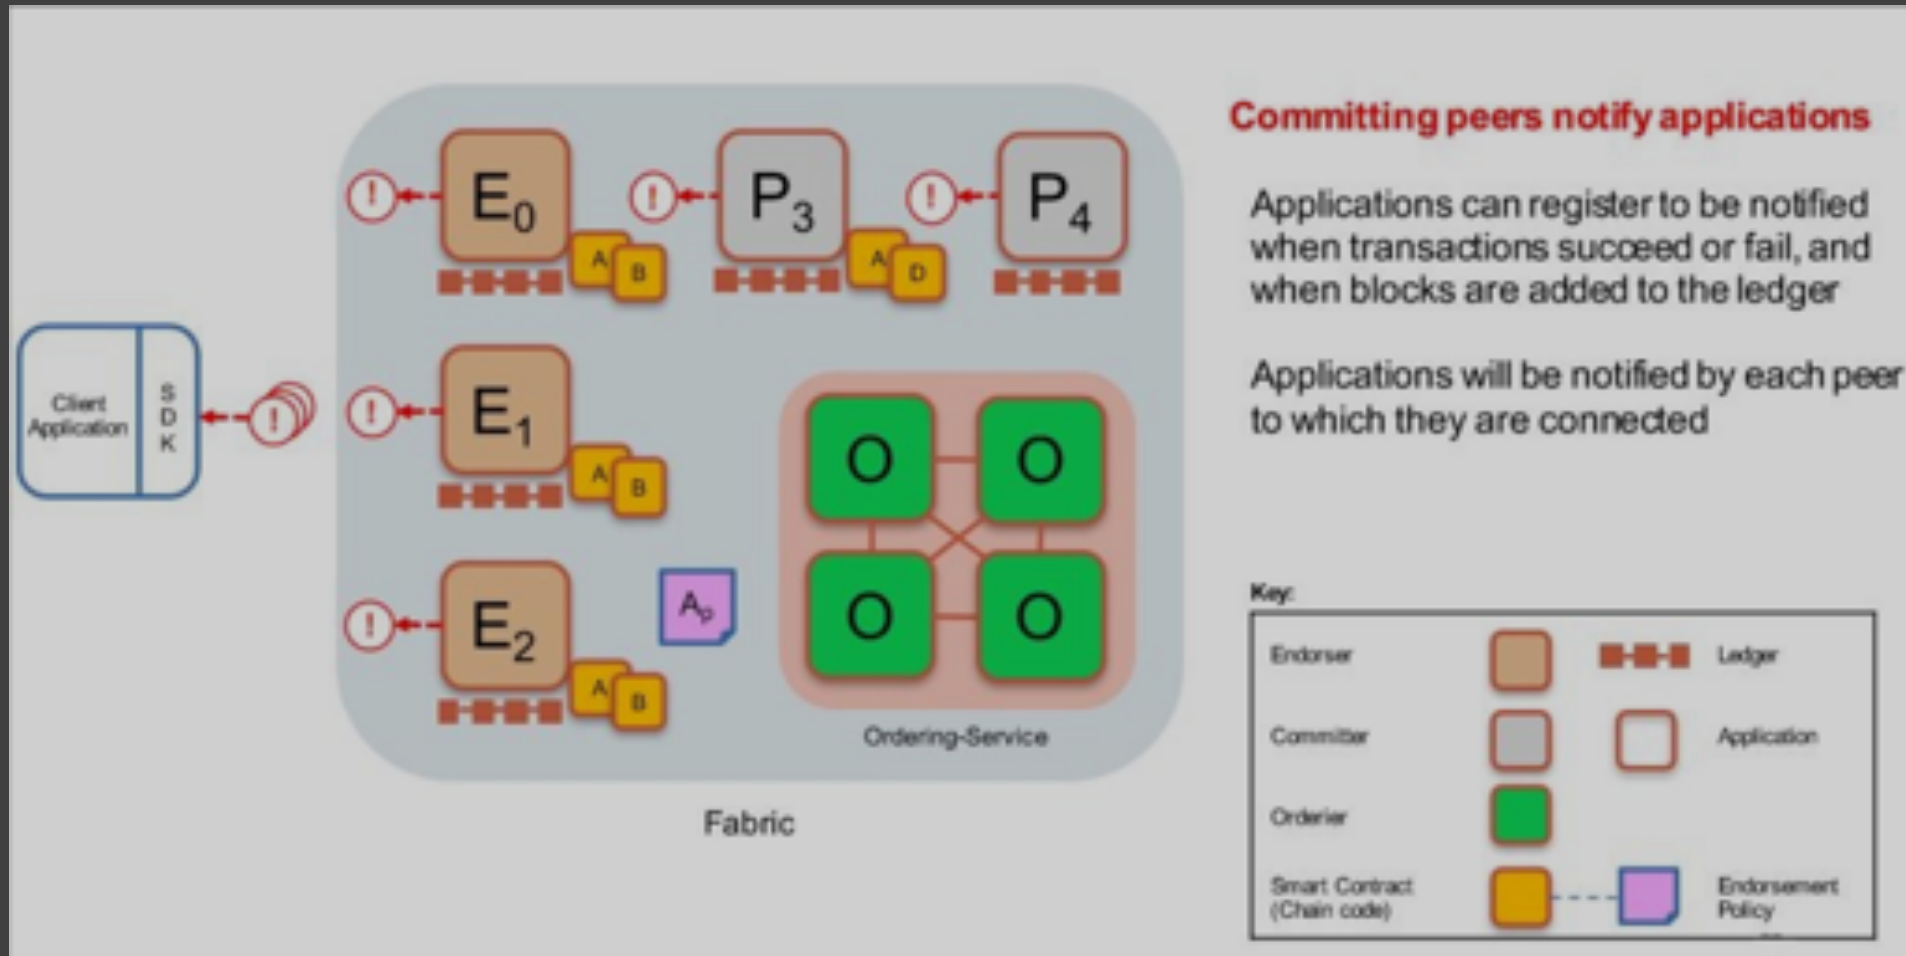 Committing peers notify applications
Applications can register to be notified
when transactions succeed or fail, and
when blocks are added to the ledger
Applications will be notified by each peer
to which they are connected
Client
Application
S
D
K
!
! E0
A B
! P3
A D
! P4
! E1
A B
! E2
A B
Ap
O O
O O
Ordering-Service
Fabric
Key:
Endorser
Ledger
Committer
Application
Orderier
Smart Contract
(Chain code)
Endorsement
Policy